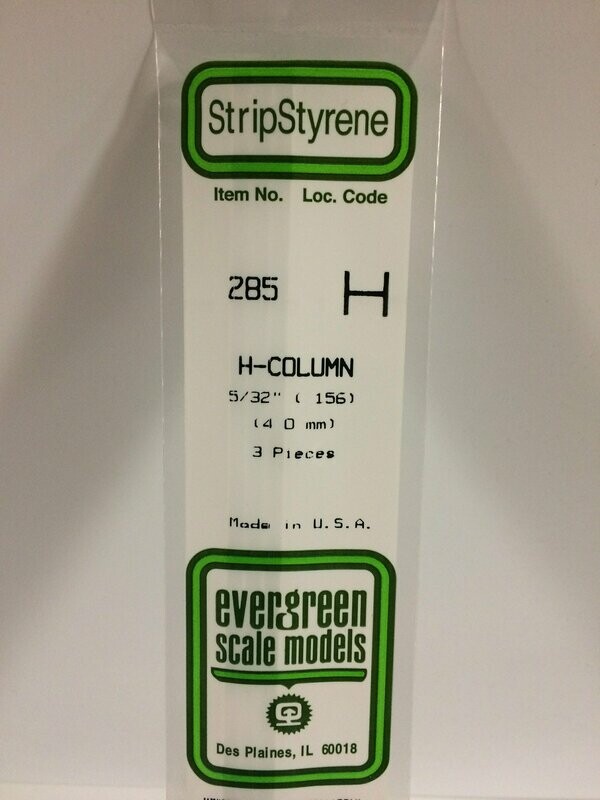 StripStyrene
Item No. Loc. Code
285 H
H-COLUMN
5/32" ( 156)
(4 0 mm)
3 Pieces
Made in U.S.A.
evergreen
scale models
Des Plaines, IL 60018